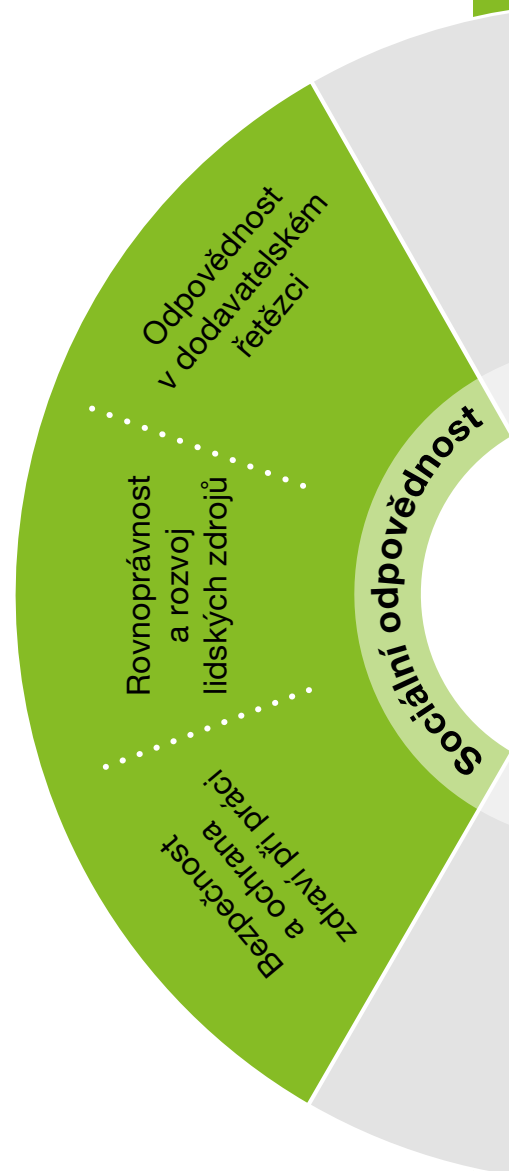 Odpovědnost
v dodavatelském
řetězci
Rovnoprávnost
a rozvoj
lidských zdrojů
Bezpečnost
a ochrana
zdraví při práci
Sociální odpovědnost